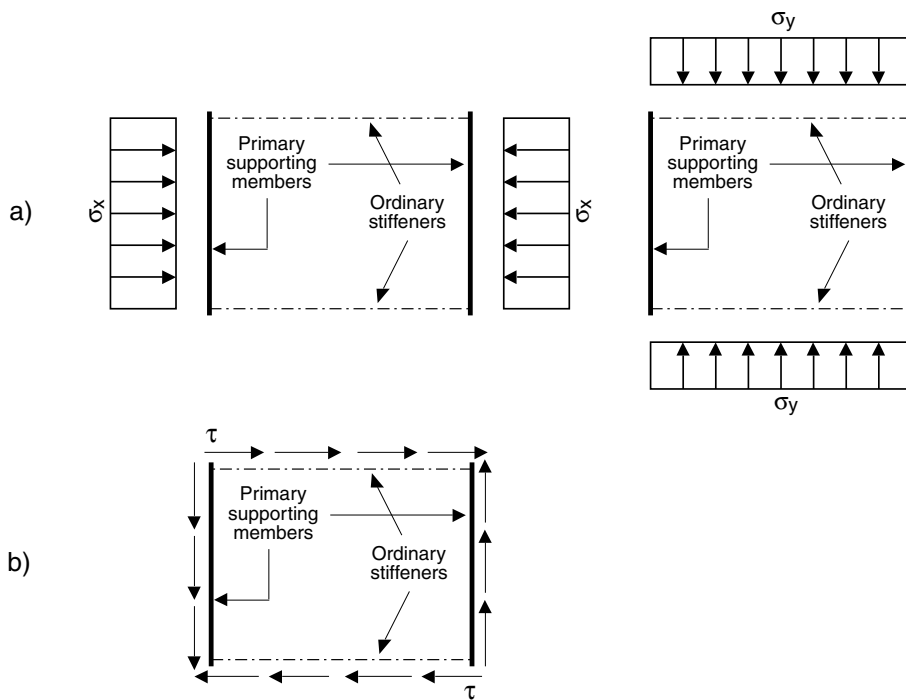 σy
Primary
supporting
members
Ordinary
stiffeners
a)
σx
σx
Primary
supporting
members
Ordinary
stiffeners
σy
τ
Primary
supporting
members
Ordinary
stiffeners
b)
τ